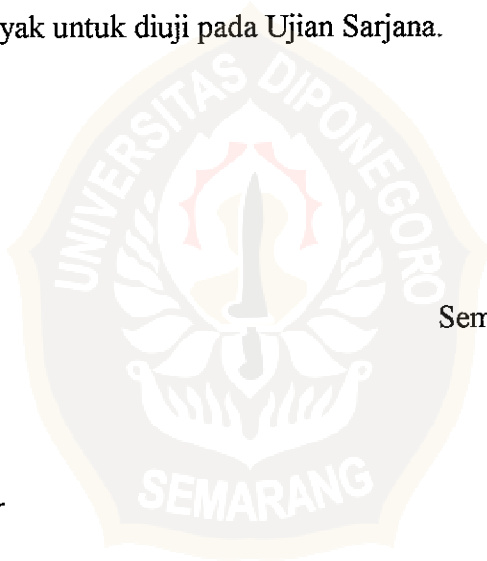 yak untuk diuji pada Ujian Sarjana.
UNIVERSITAS DIPONEGORO
Sem
SEMARANG